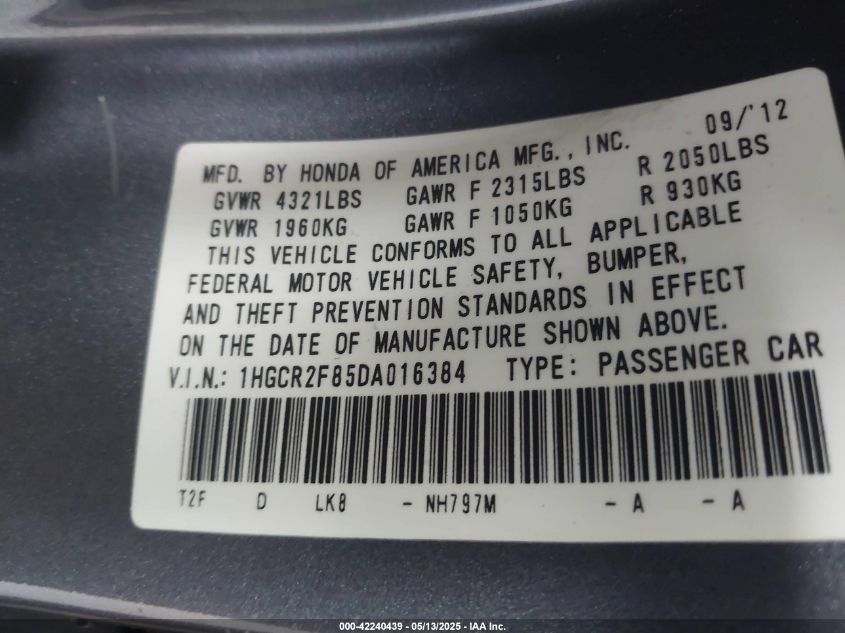 09/'12
MFD. BY HONDA OF AMERICA MFG., INC.
GVWR 4321LBS GAWR F 2315LBS R 2050LBS
GVWR 1960KG GAWR F 1050KG R 930KG
THIS VEHICLE CONFORMS TO ALL APPLICABLE
FEDERAL MOTOR VEHICLE SAFETY, BUMPER,
AND THEFT PREVENTION STANDARDS IN EFFECT
ON THE DATE OF MANUFACTURE SHOWN ABOVE.
V.I.N.: 1HGCR2F85DA016384 TYPE: PASSENGER CAR
T2F D LK8 - NH797M - A - A
000-42240439 - 05/13/2025 - IAA Inc.